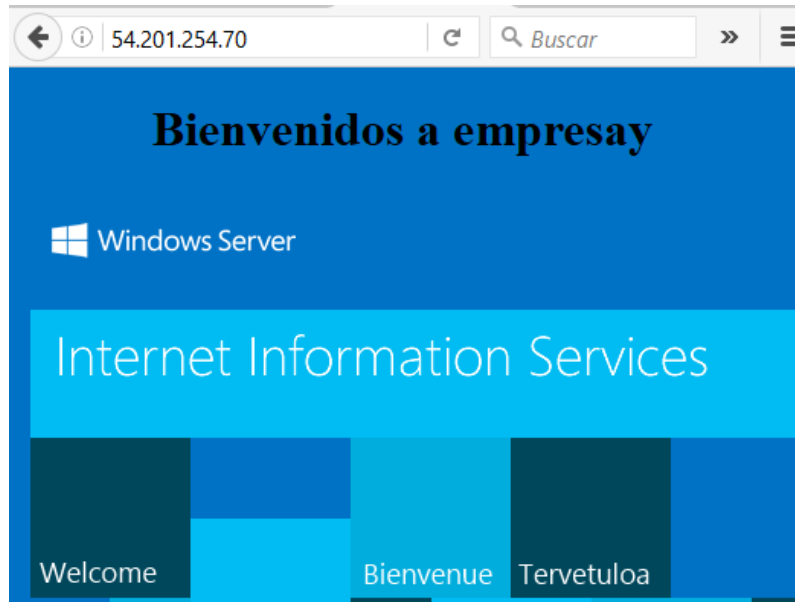 54.201.254.70 Buscar
Bienvenidos a empresay
Windows Server
Internet Information Services
Welcome Bienvenue Tervetuloa